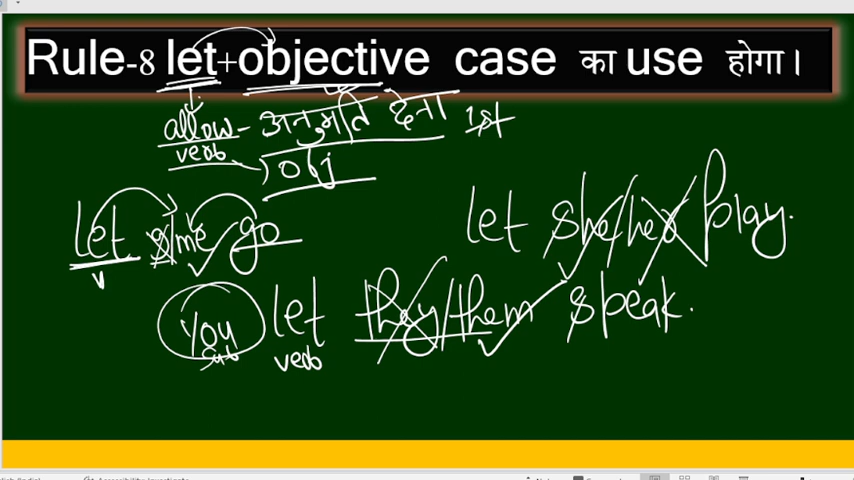 Rule-8 let+objective case का use होगा।
allow - अनुमति देना 1st
verb obj
let I/me go let she/her play.
v
You let they/them speak.
sub verb